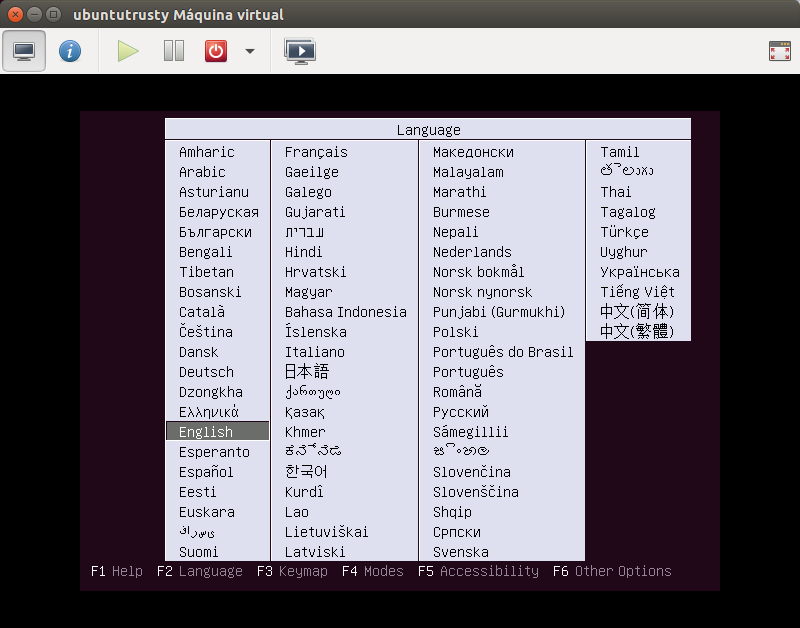 ubuntutrusty Máquina virtual
Language
Amharic
Arabic
Asturianu
Беларуская
Български
Bengali
Tibetan
Bosanski
Català
Čeština
Dansk
Deutsch
Dzongkha
Ελληνικά
English
Esperanto
Español
Eesti
Euskara
فارسی
Suomi
Français
Gaeilge
Galego
Gujarati
עברית
Hindi
Hrvatski
Magyar
Bahasa Indonesia
Íslenska
Italiano
日本語
ქართული
Қазақ
Khmer
ಕನ್ನಡ
한국어
Kurdî
Lao
Lietuviškai
Latviski
Македонски
Malayalam
Marathi
Burmese
Nepali
Nederlands
Norsk bokmål
Norsk nynorsk
Punjabi (Gurmukhi)
Polski
Português do Brasil
Português
Română
Русский
Sámegillii
සිංහල
Slovenčina
Slovenščina
Shqip
Српски
Svenska
Tamil
తెలుగు
Thai
Tagalog
Türkçe
Uyghur
Українська
Tiếng Việt
中文(简体)
中文(繁體)
F1 Help F2 Language F3 Keymap F4 Modes F5 Accessibility F6 Other Options